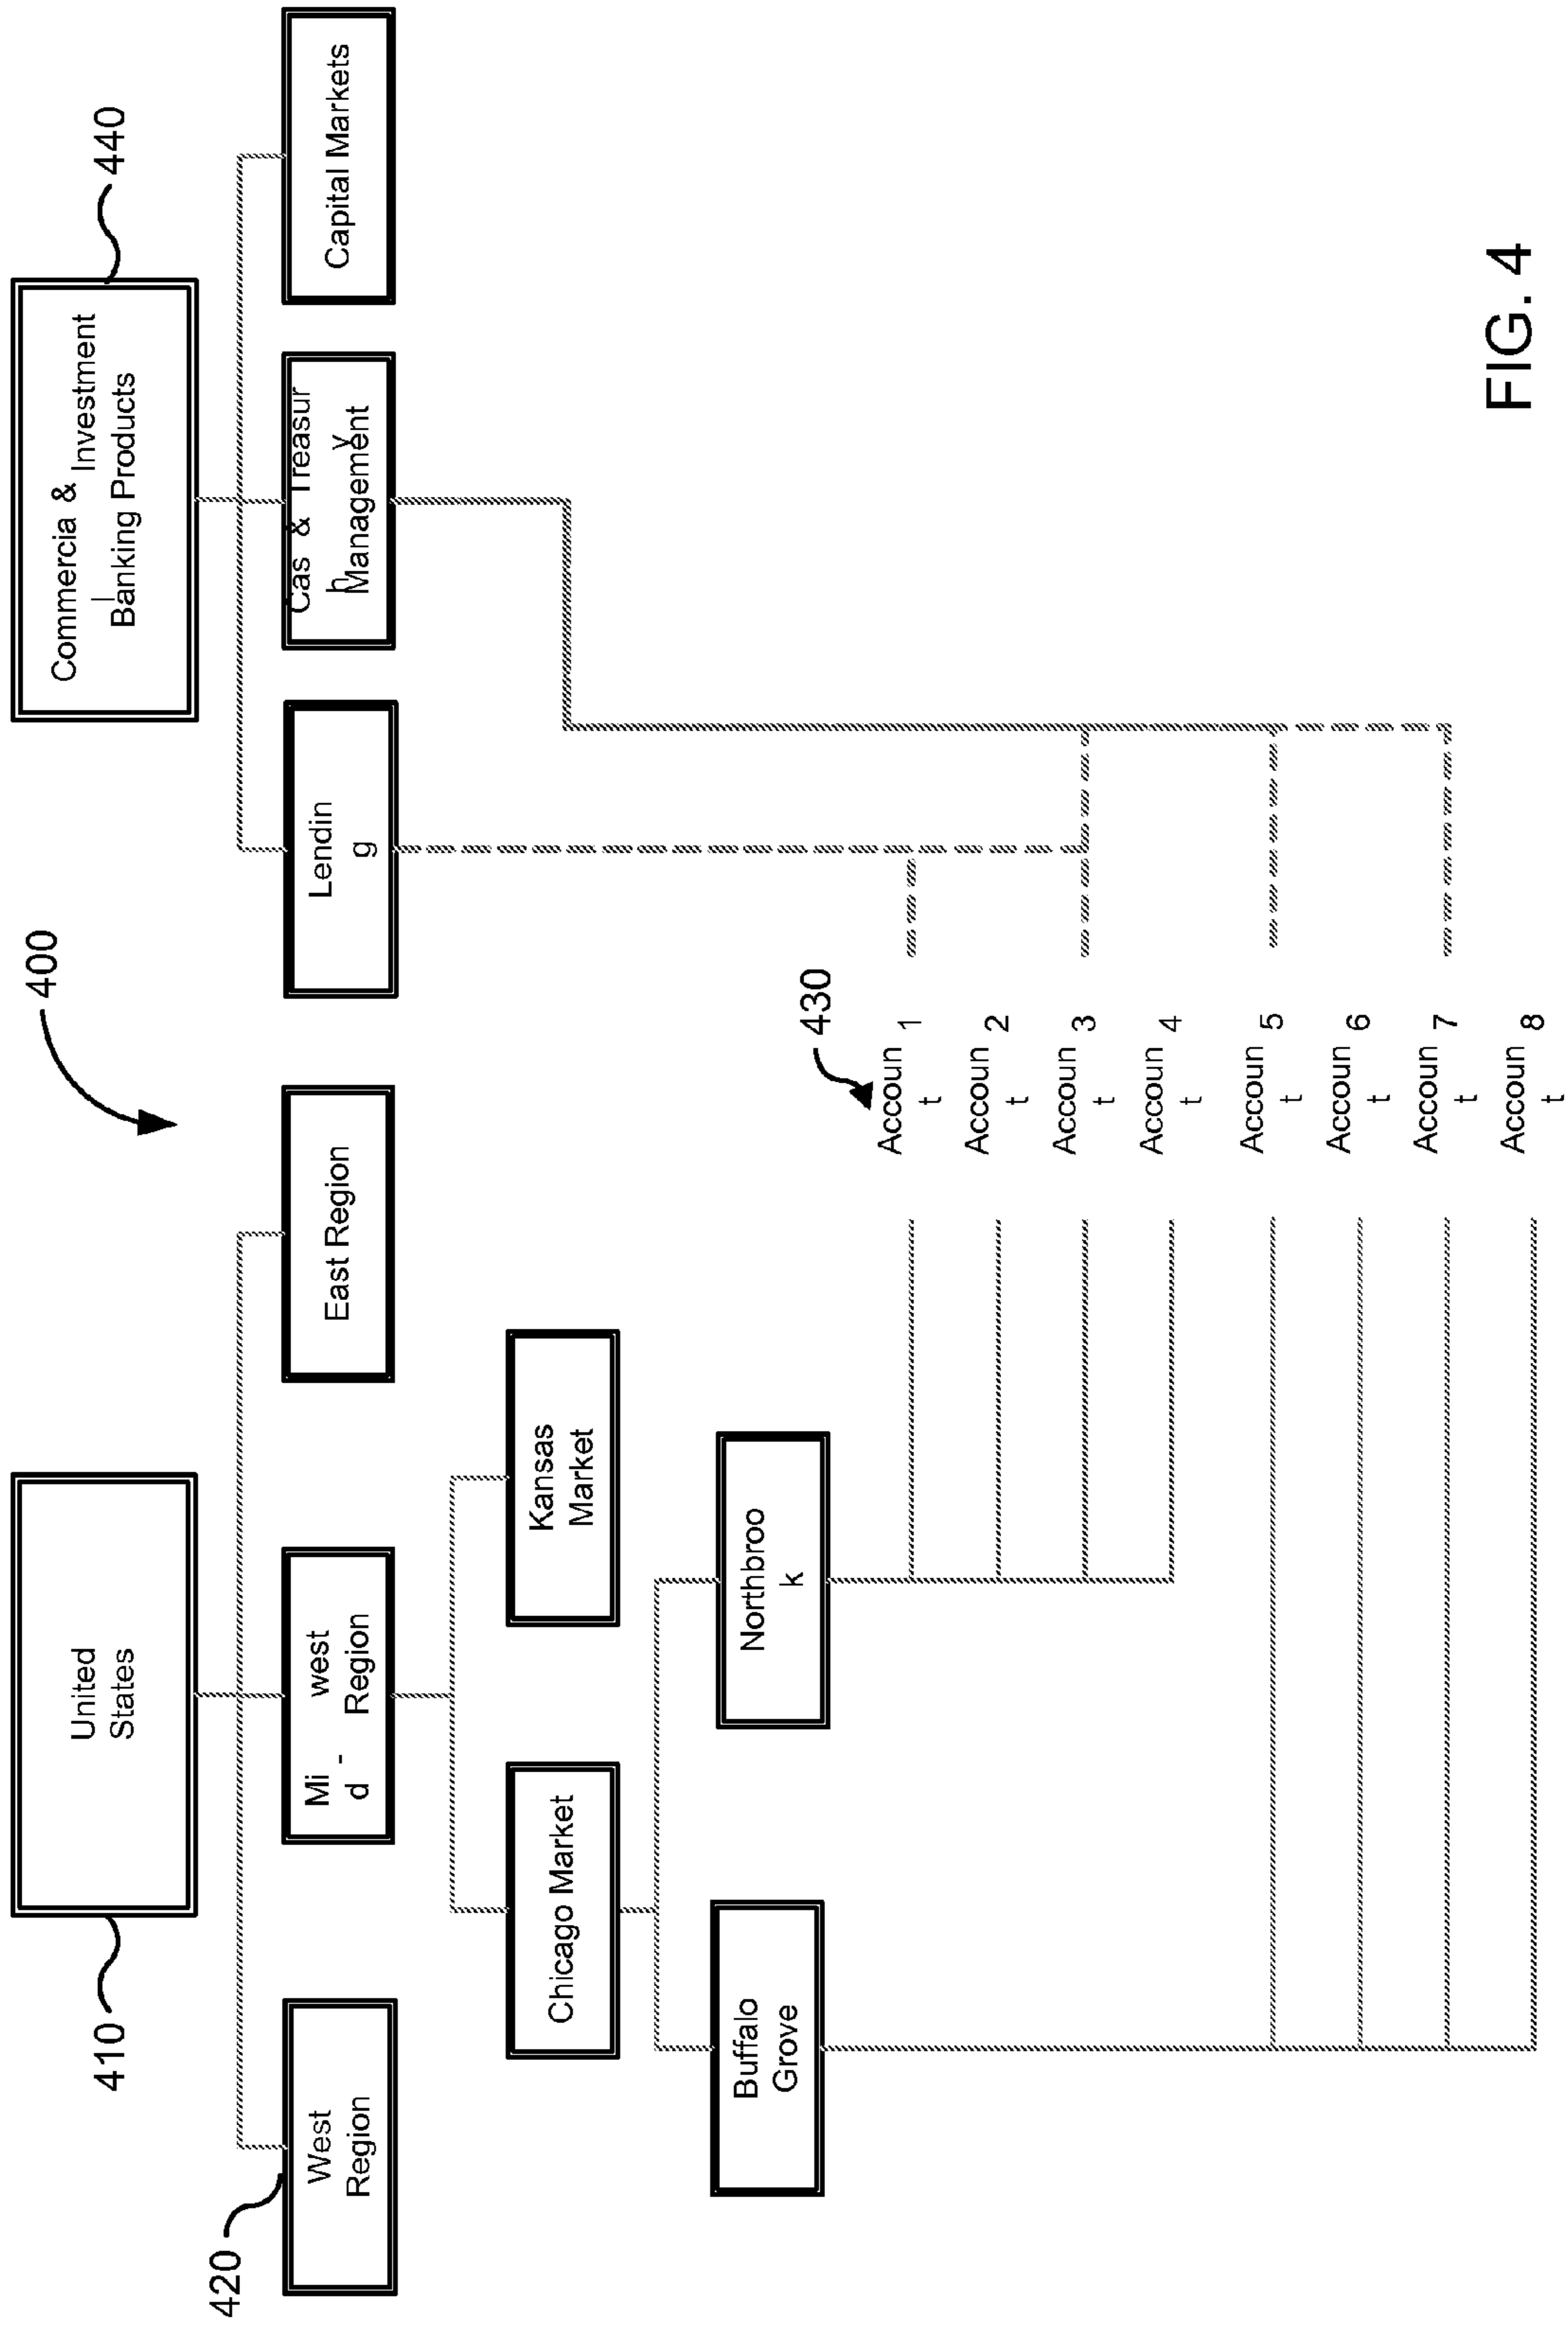 400
410
United
States
440
Commercia &
l
Investment
Banking Products
420
West
Region
Mi
d
-
west
Region
East Region
Lendin
g
Cas
h
& Treasur
y
Management
Capital Markets
Chicago Market
Kansas
Market
Buffalo
Grove
Northbroo
k
430
Accoun
t
1
Accoun
t
2
Accoun
t
3
Accoun
t
4
Accoun
t
5
Accoun
t
6
Accoun
t
7
Accoun
t
8
FIG. 4